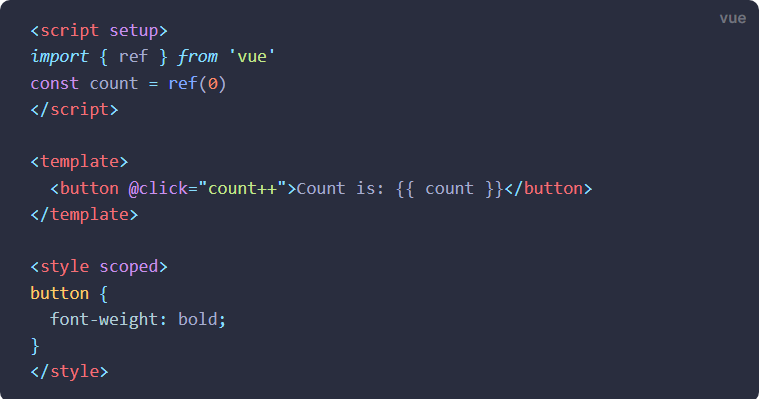 vue
<script setup>
import { ref } from 'vue'
const count = ref(0)
</script>

<template>
  <button @click="count++">Count is: {{ count }}</button>
</template>

<style scoped>
button {
  font-weight: bold;
}
</style>